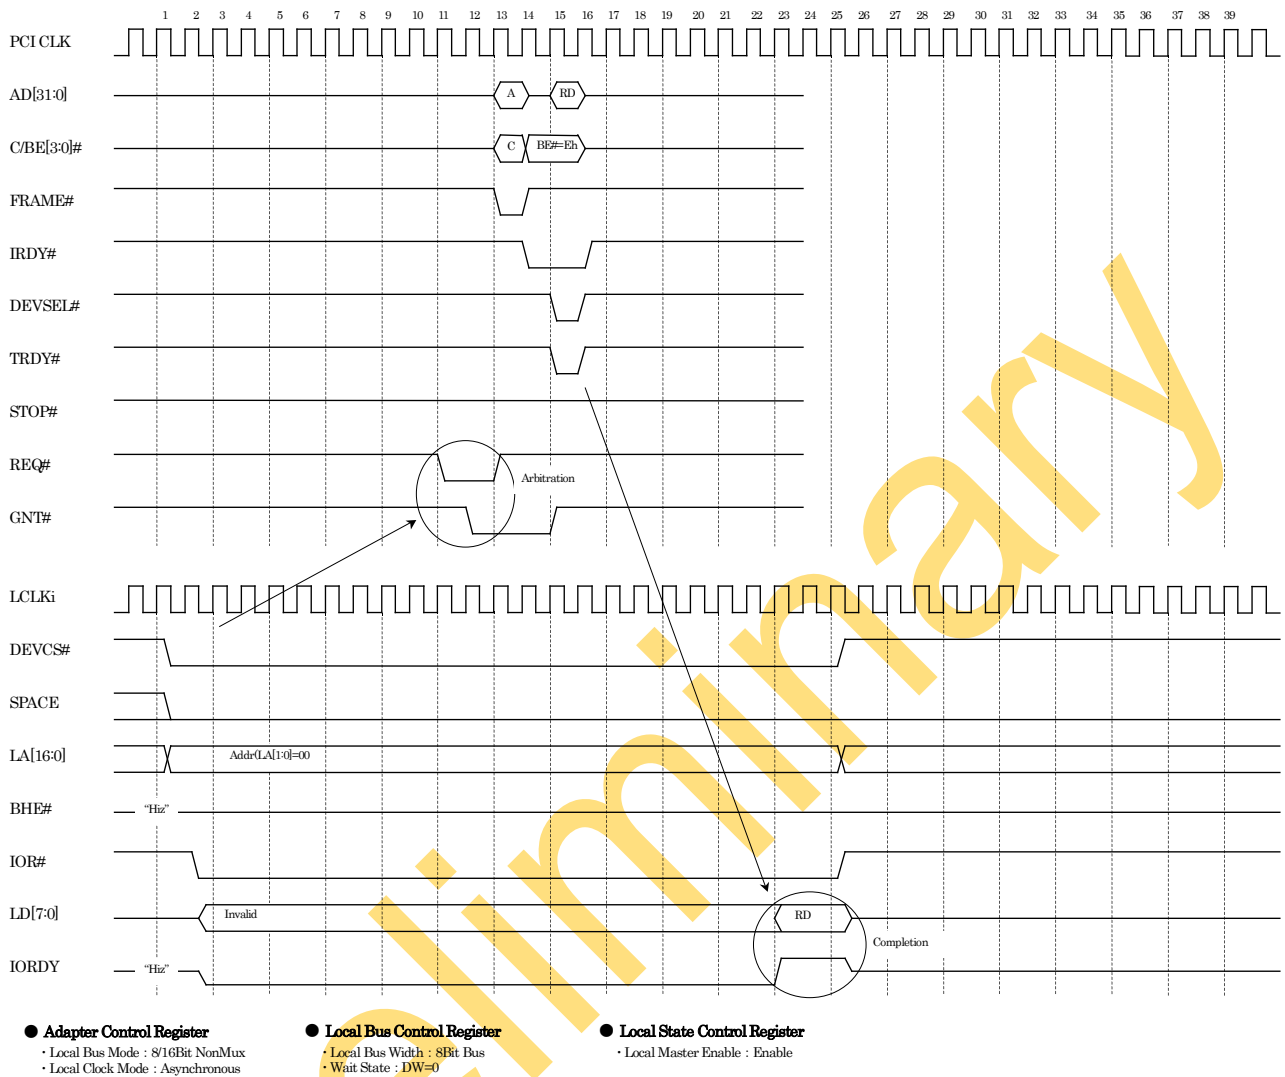 1 2 3 4 5 6 7 8 9 10 11 12 13 14 15 16 17 18 19 20 21 22 23 24 25 26 27 28 29 30 31 32 33 34 35 36 37 38 39
PCI CLK
AD[31:0] A RD
C/BE[3:0]# C BE#=Eh
FRAME#
IRDY#
DEVSEL#
TRDY#
STOP#
REQ#
Arbitration
GNT#
LCLKi
DEVCS#
SPACE
LA[16:0] Addr(LA[1:0]=00
BHE# "Hiz"
IOR#
LD[7:0] Invalid RD
Completion
IORDY "Hiz"
● Adapter Control Register
・Local Bus Mode : 8/16Bit NonMux
・Local Clock Mode : Asynchronous
● Local Bus Control Register
・Local Bus Width : 8Bit Bus
・Wait State : DW=0
● Local State Control Register
・Local Master Enable : Enable
eliminary